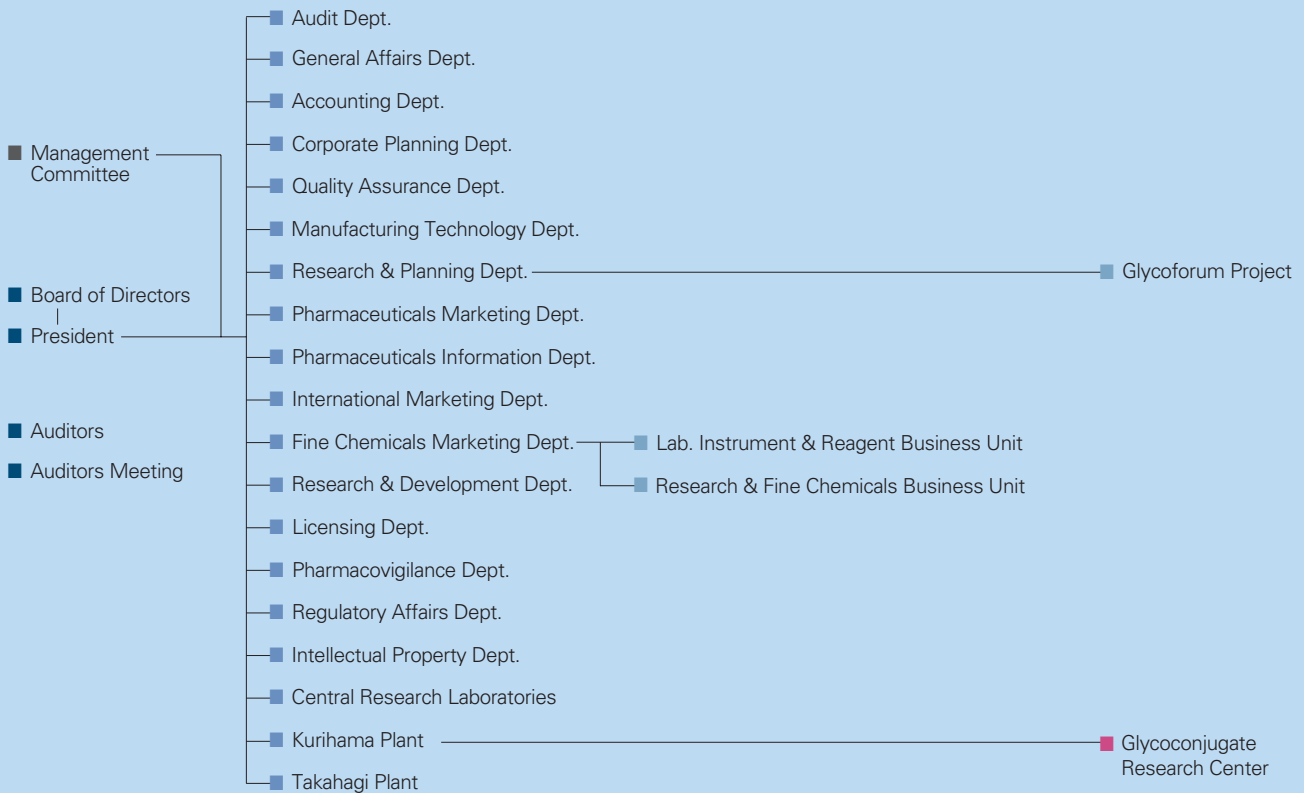 Management
Committee
Board of Directors
President
Auditors
Auditors Meeting
Audit Dept.
General Affairs Dept.
Accounting Dept.
Corporate Planning Dept.
Quality Assurance Dept.
Manufacturing Technology Dept.
Research & Planning Dept.
Glycoforum Project
Pharmaceuticals Marketing Dept.
Pharmaceuticals Information Dept.
International Marketing Dept.
Fine Chemicals Marketing Dept.
Lab. Instrument & Reagent Business Unit
Research & Fine Chemicals Business Unit
Research & Development Dept.
Licensing Dept.
Pharmacovigilance Dept.
Regulatory Affairs Dept.
Intellectual Property Dept.
Central Research Laboratories
Kurihama Plant
Glycoconjugate
Research Center
Takahagi Plant